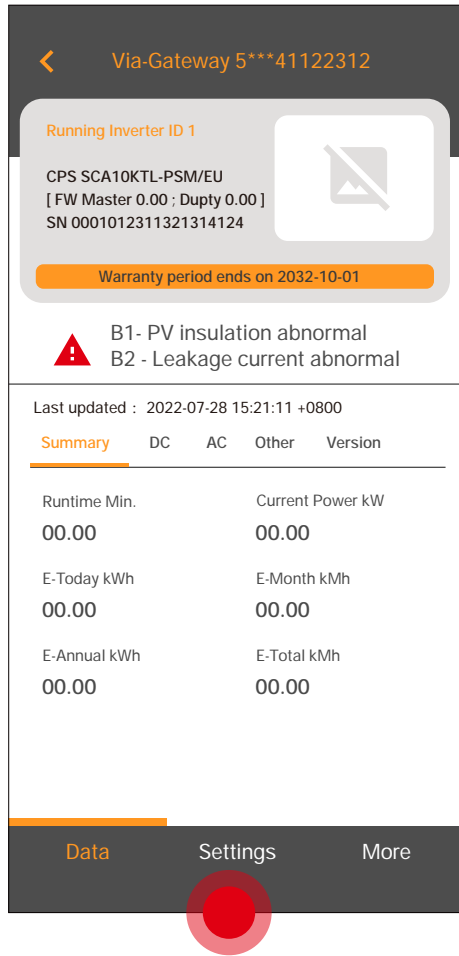 Via-Gateway 5***41122312
Running Inverter ID 1
CPS SCA10KTL-PSM/EU
[ FW Master 0.00 ; Dupty 0.00 ]
SN 0001012311321314124
Warranty period ends on 2032-10-01
B1- PV insulation abnormal
B2 - Leakage current abnormal
Last updated : 2022-07-28 15:21:11 +0800
Summary DC AC Other Version
Runtime Min. Current Power kW
00.00 00.00
E-Today kWh E-Month kMh
00.00 00.00
E-Annual kWh E-Total kMh
00.00 00.00
Data Settings More